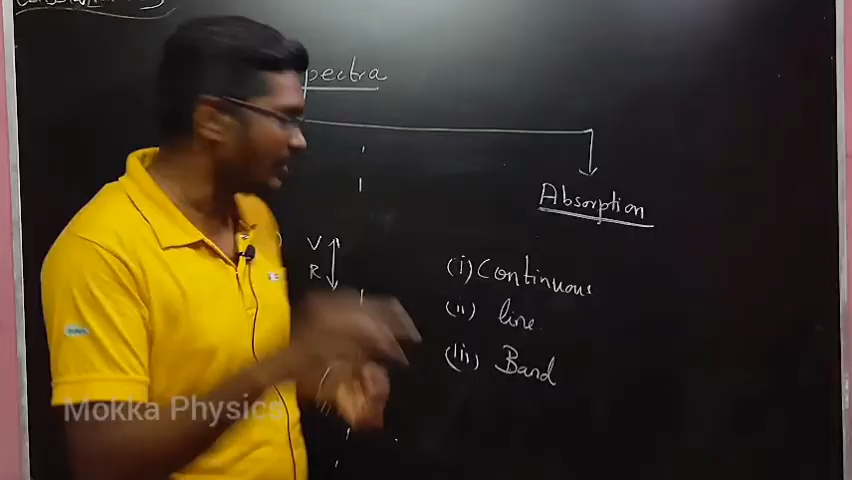 pectra
Absorption
V
R
(i) Continuous
(ii) line
(iii) Band
Mokka Physics